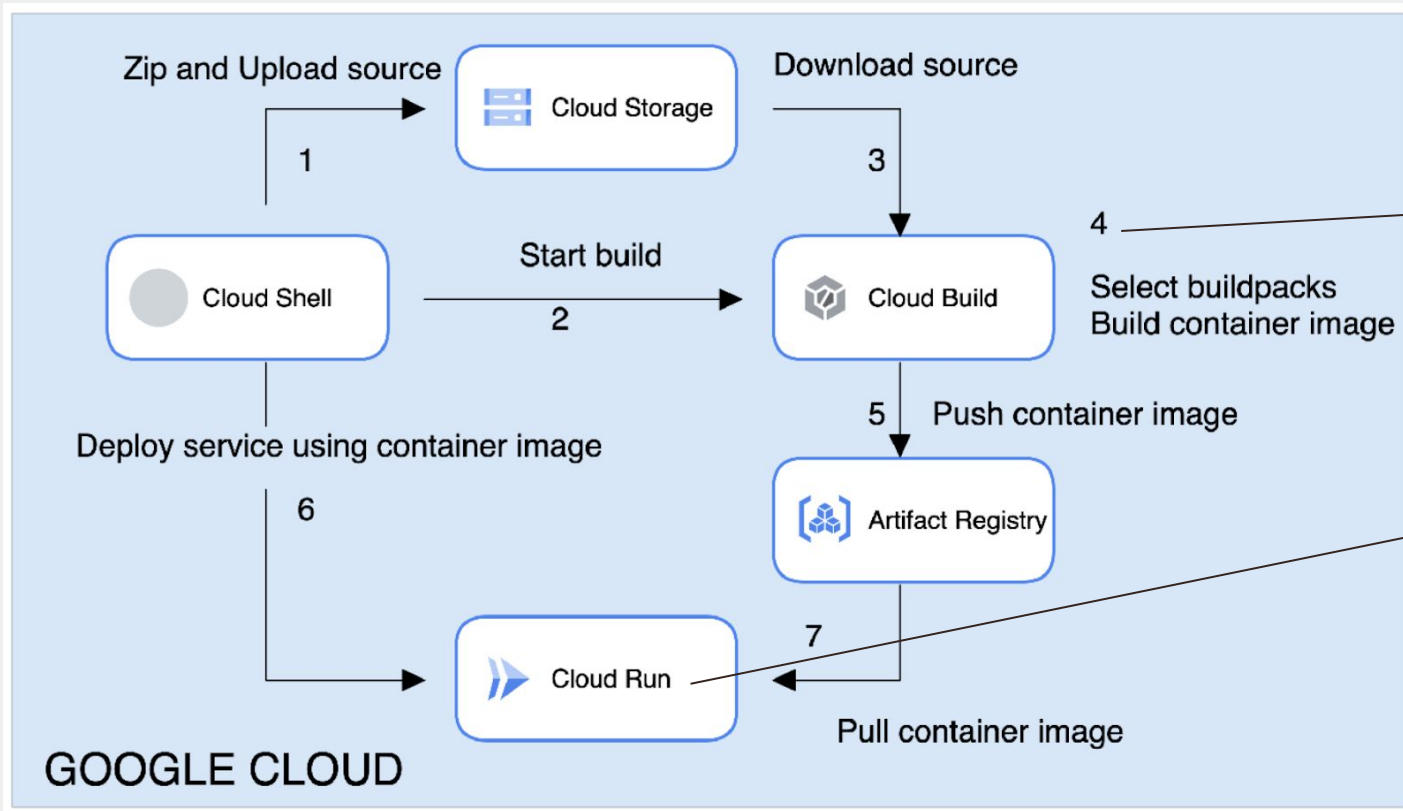 Zip and Upload source
Cloud Storage
Download source
1
3
4
Cloud Shell
Start build
2
Cloud Build
Select buildpacks
Build container image
5
Push container image
Deploy service using container image
6
Artifact Registry
7
Cloud Run
Pull container image
GOOGLE CLOUD